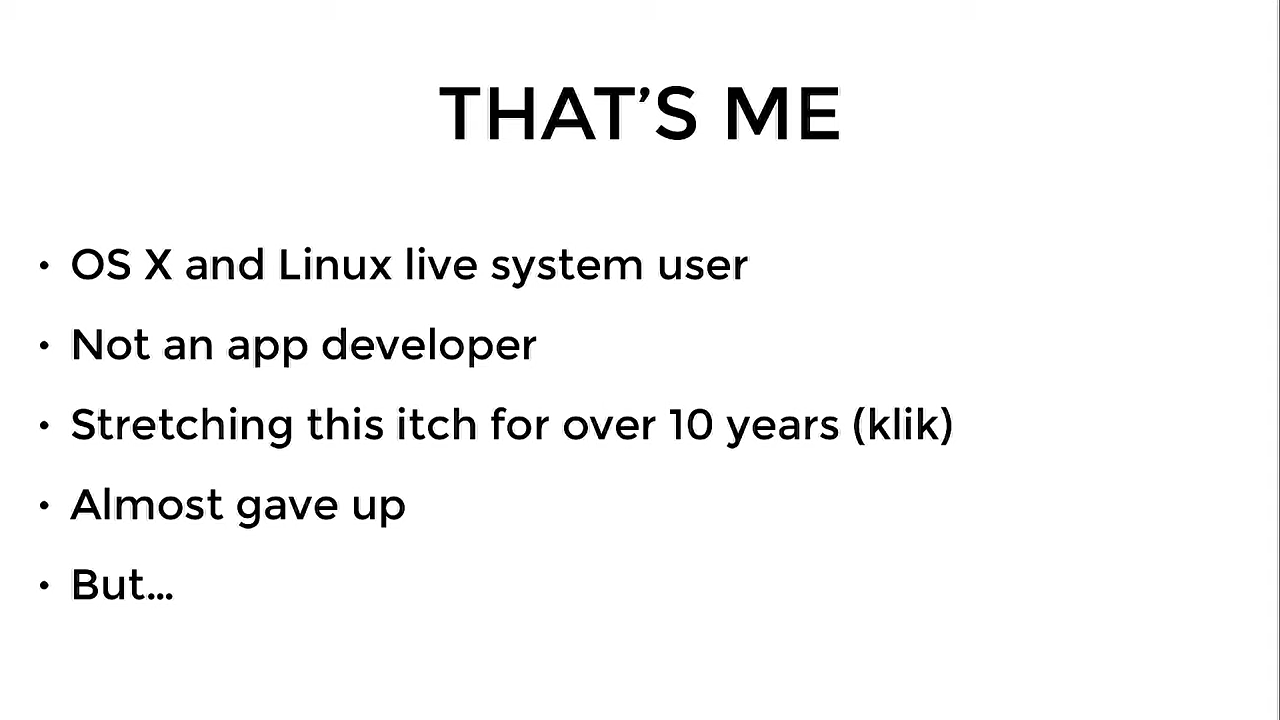 THAT’S ME
• OS X and Linux live system user
• Not an app developer
• Stretching this itch for over 10 years (klik)
• Almost gave up
• But...